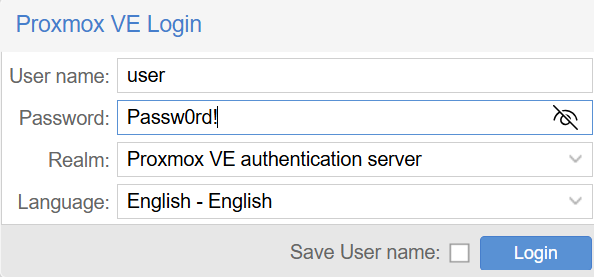 Proxmox VE Login
User name: user
Password: Passw0rd!
Realm: Proxmox VE authentication server
Language: English - English
Save User name: Login